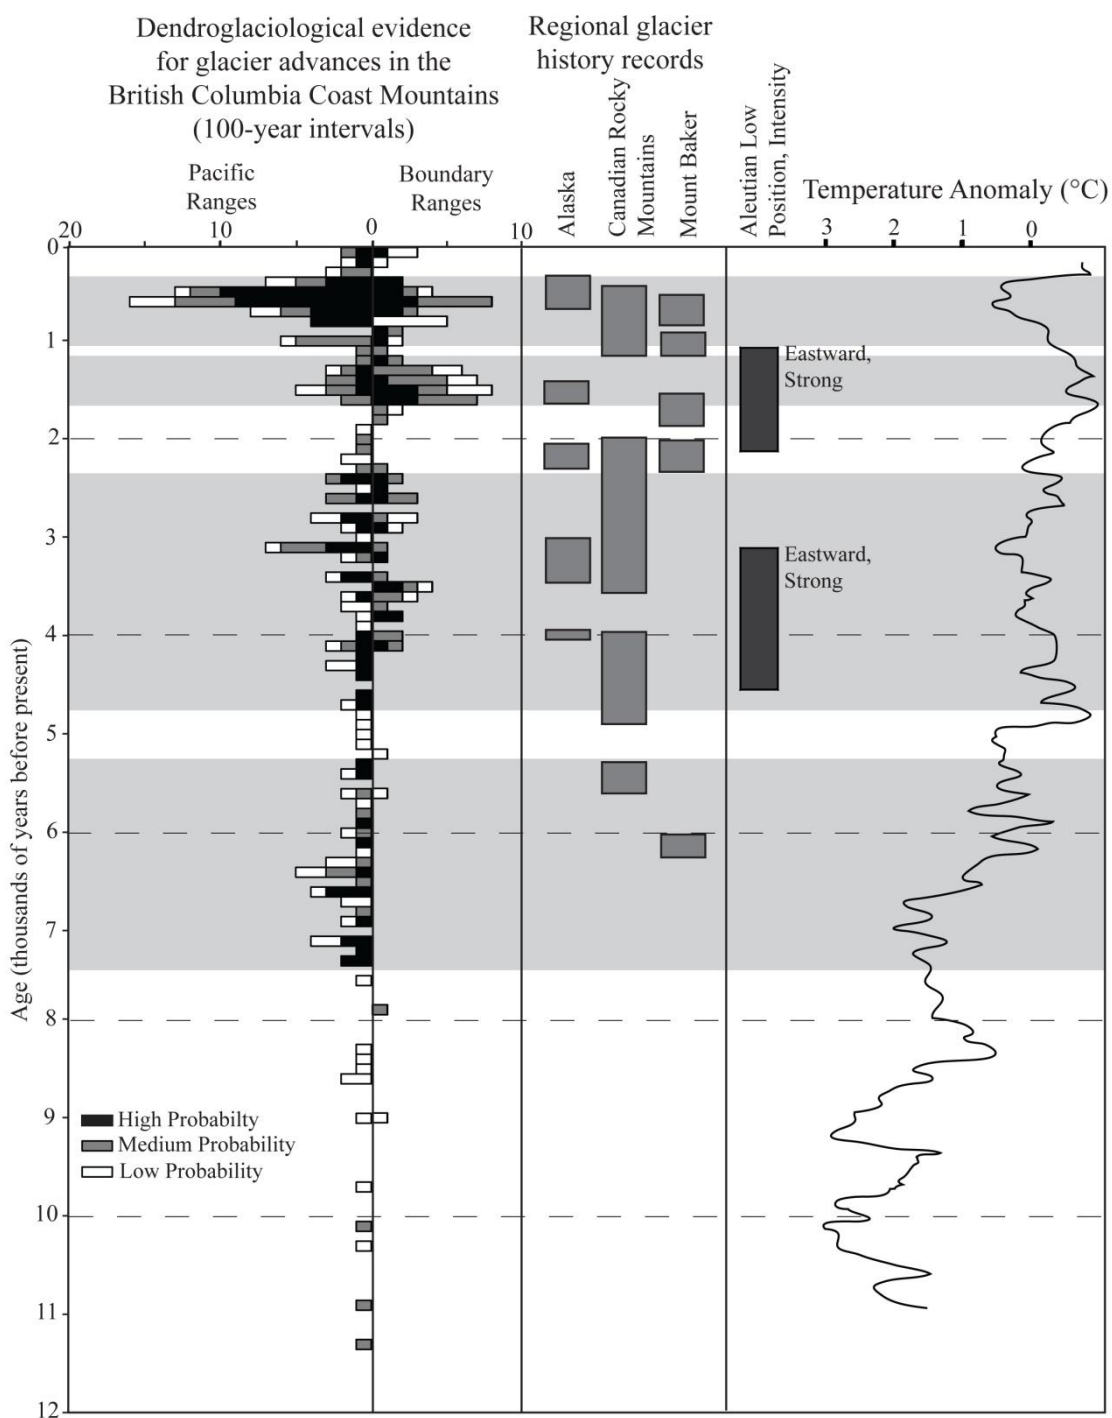 Dendroglaciological evidence
for glacier advances in the
British Columbia Coast Mountains
(100-year intervals)
Regional glacier
history records
Pacific
Ranges
Boundary
Ranges
Alaska
Canadian Rocky
Mountains
Mount Baker
Aleutian Low
Position, Intensity
Temperature Anomaly (°C)
20 10 0 10
3 2 1 0
0
1
2
3
4
5
6
7
8
9
10
11
12
Age (thousands of years before present)
Eastward,
Strong
Eastward,
Strong
High Probabilty
Medium Probability
Low Probability